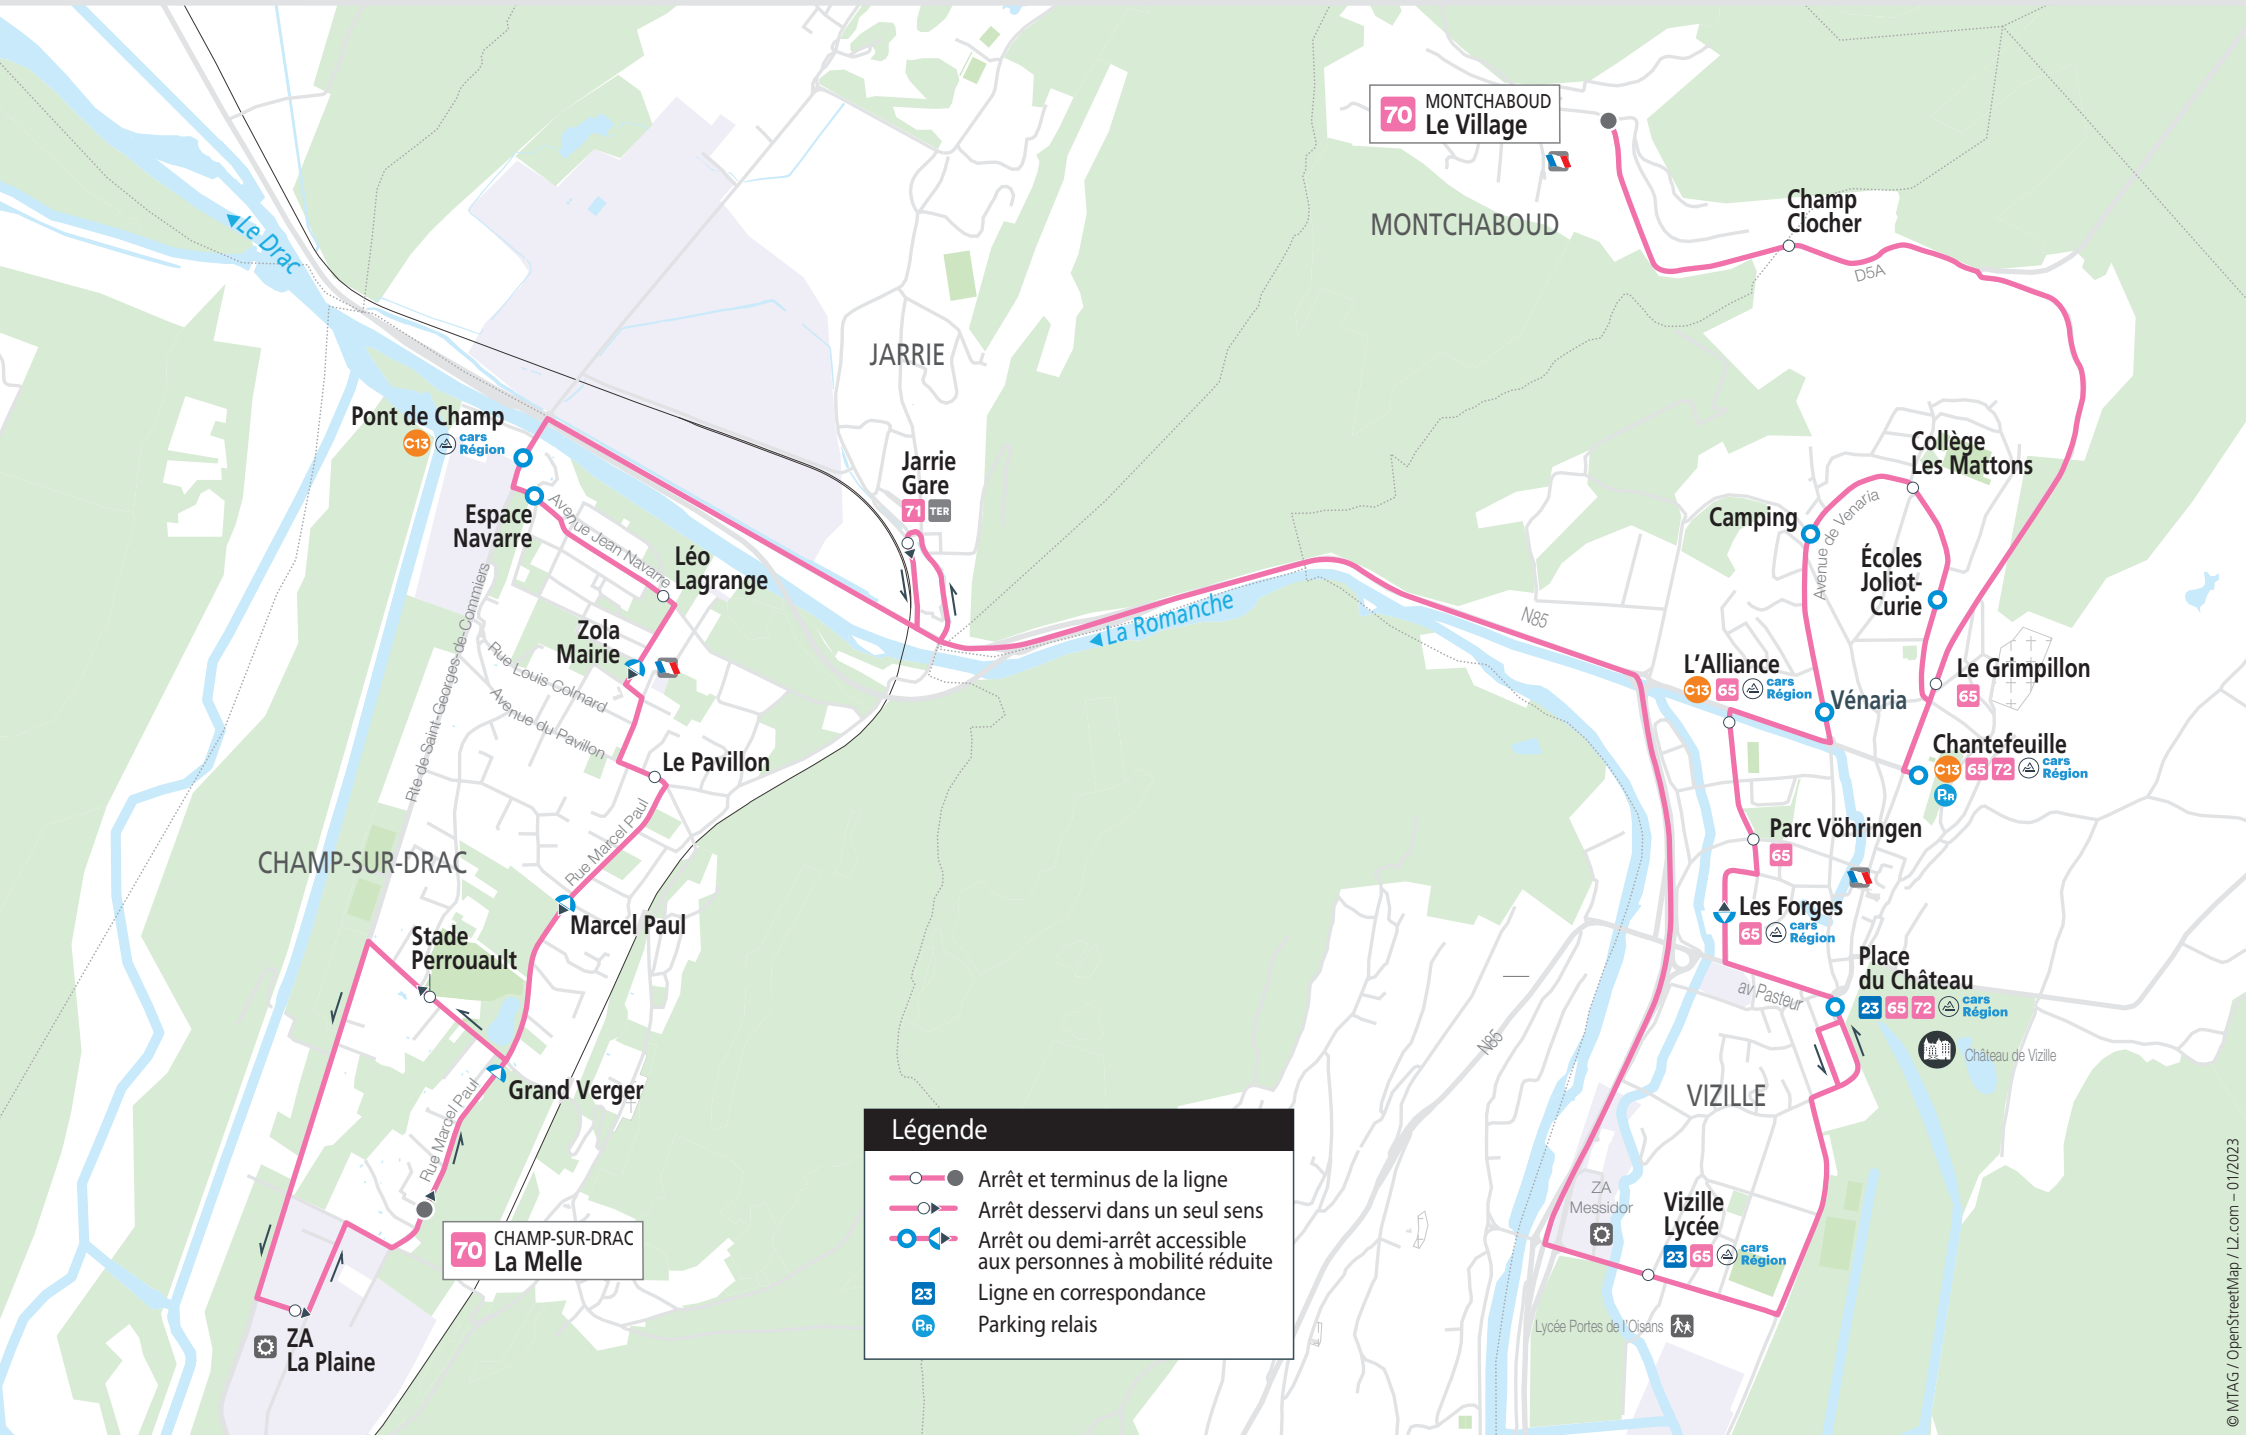 70
MONTCHABOUD
Le Village
MONTCHABOUD
Champ
Clocher
D5A
Le Drac
JARRIE
Pont de Champ
C13 cars
Région
Jarrie
Gare
71 TER
Espace
Navarre
Avenue Jean Navarre
Léo
Lagrange
Zola
Mairie
Rte de Saint-Georges-de-Commiers
Rue Louis Colmard
Avenue du Pavillon
Le Pavillon
Rue Marcel Paul
CHAMP-SUR-DRAC
Marcel Paul
Stade
Perrouault
Grand Verger
Rue Marcel Paul
70
CHAMP-SUR-DRAC
La Melle
ZA
La Plaine
La Romanche
N85
Collège
Les Mattons
Camping
Avenue de Venaria
Écoles
Joliot-
Curie
L'Alliance
C13 65 cars
Région
Vénaria
Le Grimpillon
65
Chantefeuille
C13 65 72 cars
Région
P+R
Parc Vöhringen
65
Les Forges
65 cars
Région
Place
du Château
23 65 72 cars
Région
av Pasteur
Château de Vizille
N85
VIZILLE
ZA
Messidor
Vizille
Lycée
23 65 cars
Région
Lycée Portes de l'Oisans
Légende
Arrêt et terminus de la ligne
Arrêt desservi dans un seul sens
Arrêt ou demi-arrêt accessible
aux personnes à mobilité réduite
23 Ligne en correspondance
P+R Parking relais
© MTAG / OpenStreetMap / L2.com – 01/2023